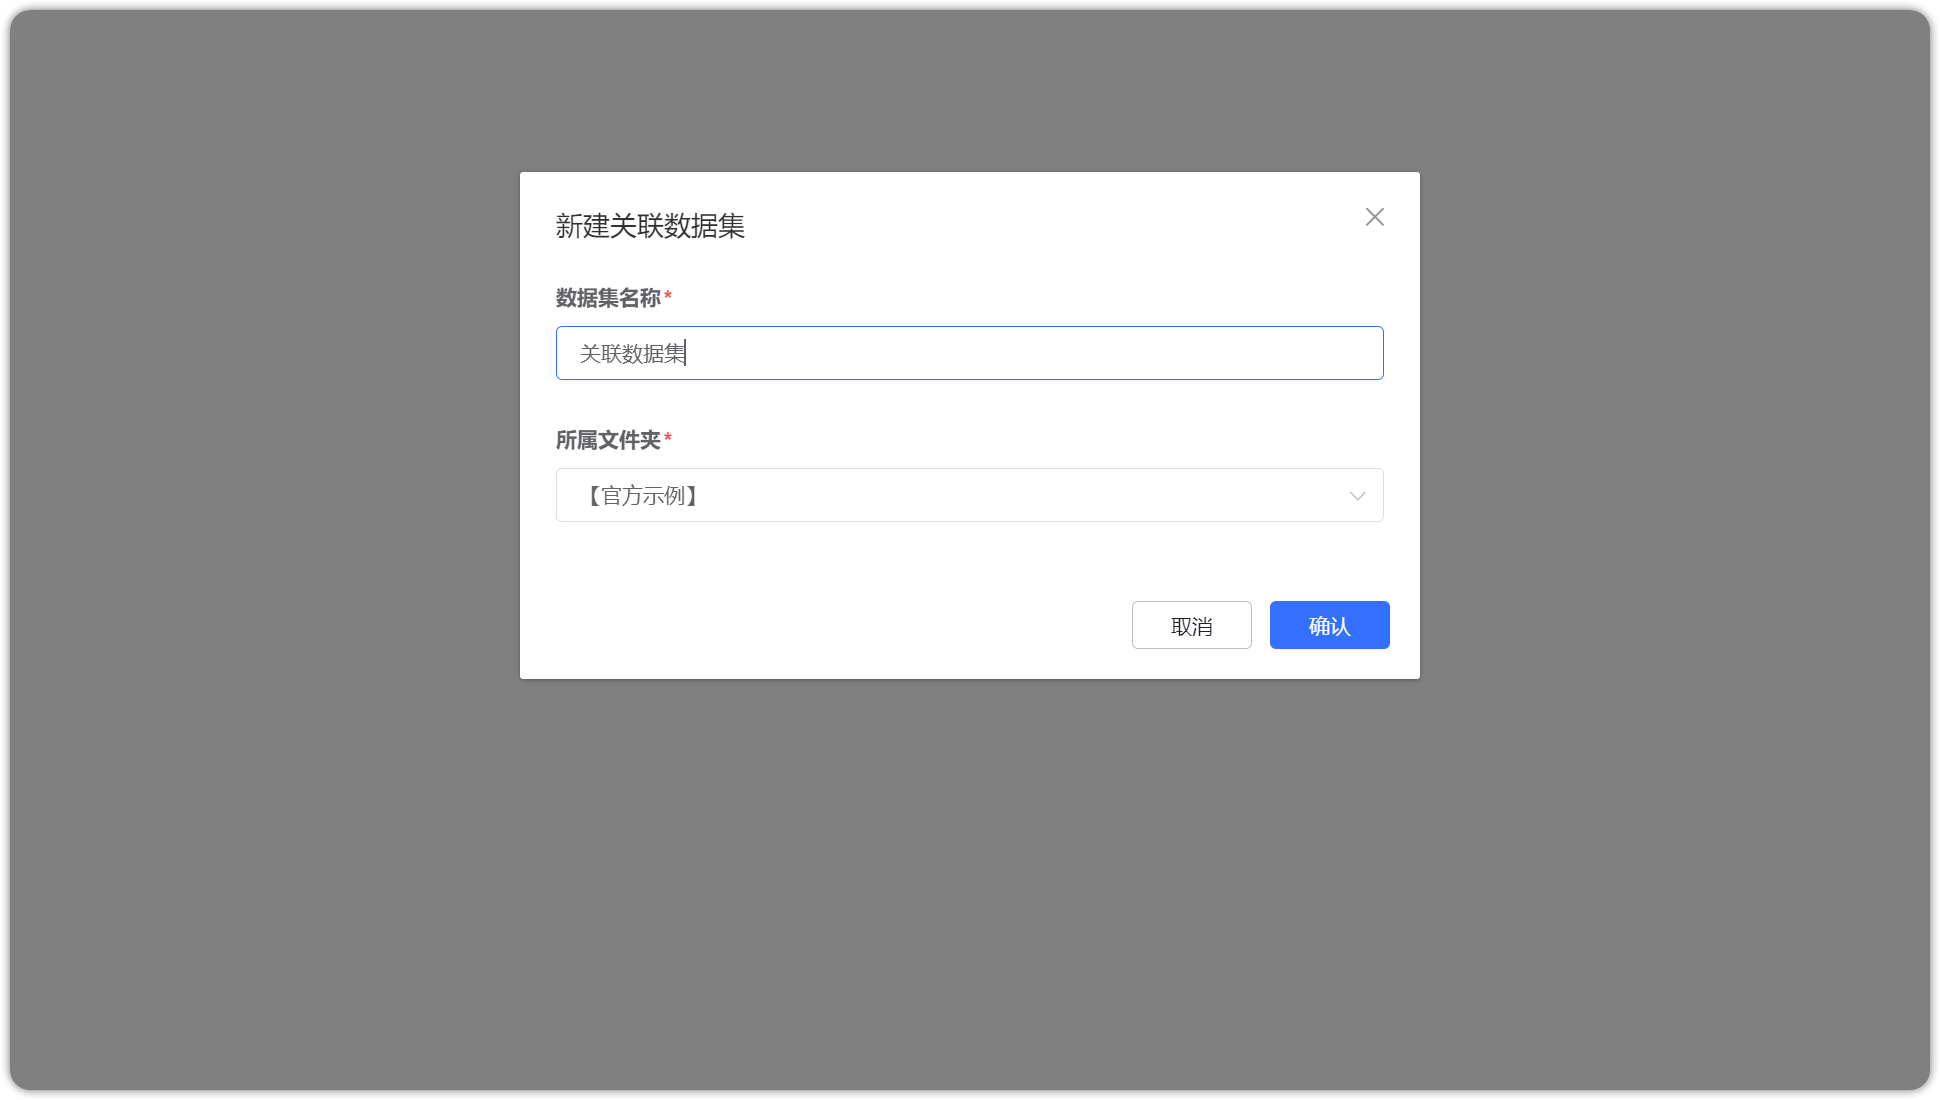 新建关联数据集
数据集名称*
关联数据集
所属文件夹*
【官方示例】
取消
确认